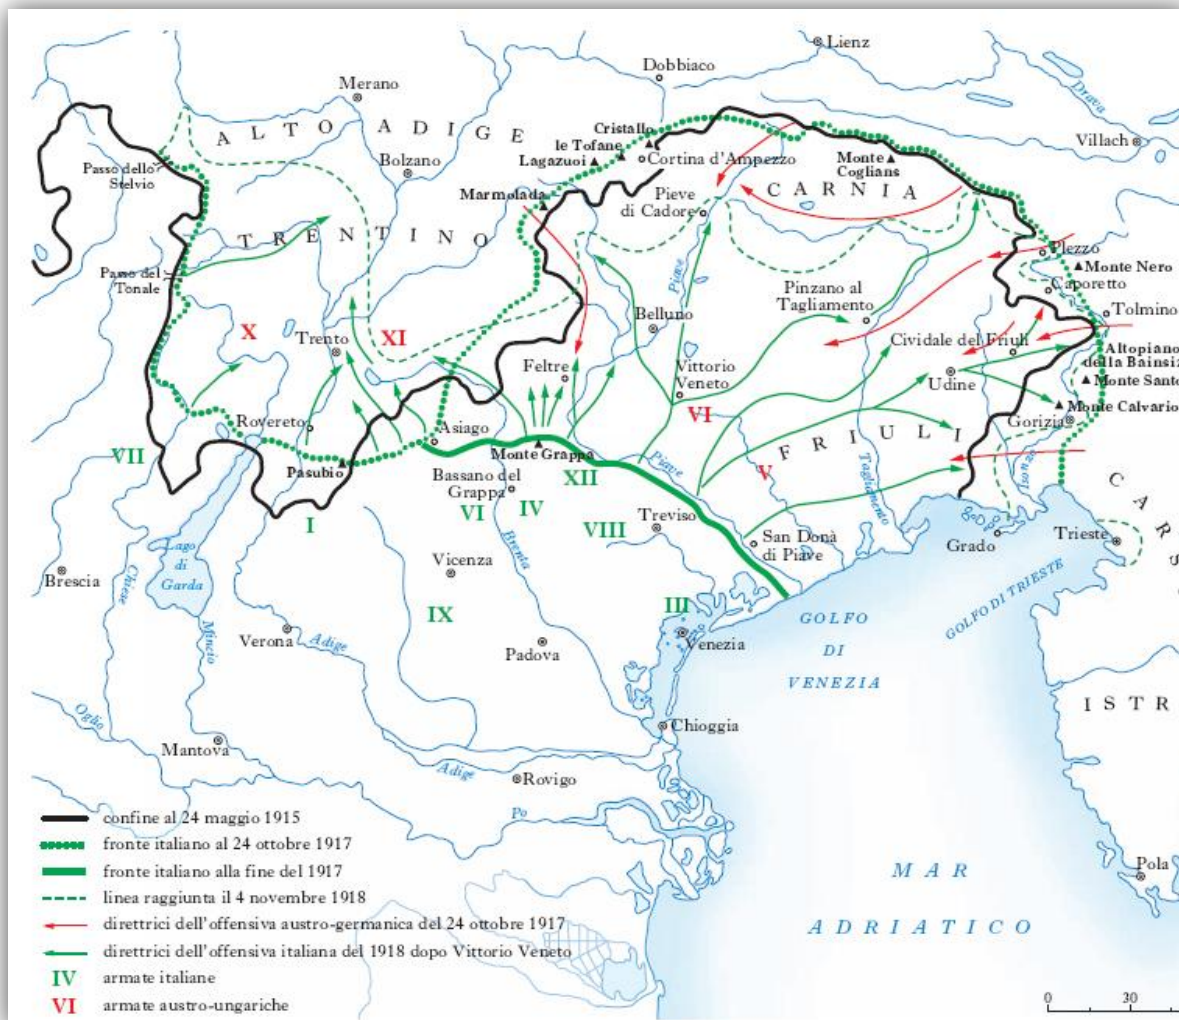 Lienz
Dobbiaco
Drava
Merano
Villach
ALTO ADIGE
Cristallo
le Tofane
Lagazuoi
Cortina d'Ampezzo
Monte
Coglians
Bolzano
Passo dello
Stelvio
Marmolada
Pieve
di Cadore
CARNIA
TRENTINO
Plezzo
Monte Nero
Caporetto
Passo del
Tonale
Piave
Pinzano al
Tagliamento
Tolmino
Belluno
X
Trento
XI
Cividale del Friuli
Altopiano
della Bainsiz
Feltre
Vittorio
Veneto
Udine
Monte Santo
Monte Calvario
VI
Rovereto
Asiago
Gorizia
FRIULI
VII
Pasubio
Monte Grappa
Piave
Bassano del
Grappa
XII
V
Tagliamento
Isonzo
CARS
VI
IV
I
VIII
Treviso
San Donà
di Piave
Grado
Trieste
Lago
di
Garda
Brescia
Chiese
Vicenza
Brenta
GOLFO DI TRIESTE
IX
III
GOLFO
DI
VENEZIA
Verona
Adige
Mincio
Padova
Venezia
Oglio
Chioggia
ISTR
Mantova
Adige
Rovigo
Po
confine al 24 maggio 1915
fronte italiano al 24 ottobre 1917
fronte italiano alla fine del 1917
linea raggiunta il 4 novembre 1918
direttrici dell'offensiva austro-germanica del 24 ottobre 1917
direttrici dell'offensiva italiana del 1918 dopo Vittorio Veneto
IV armate italiane
VI armate austro-ungariche
MAR
ADRIATICO
Pola
0 30